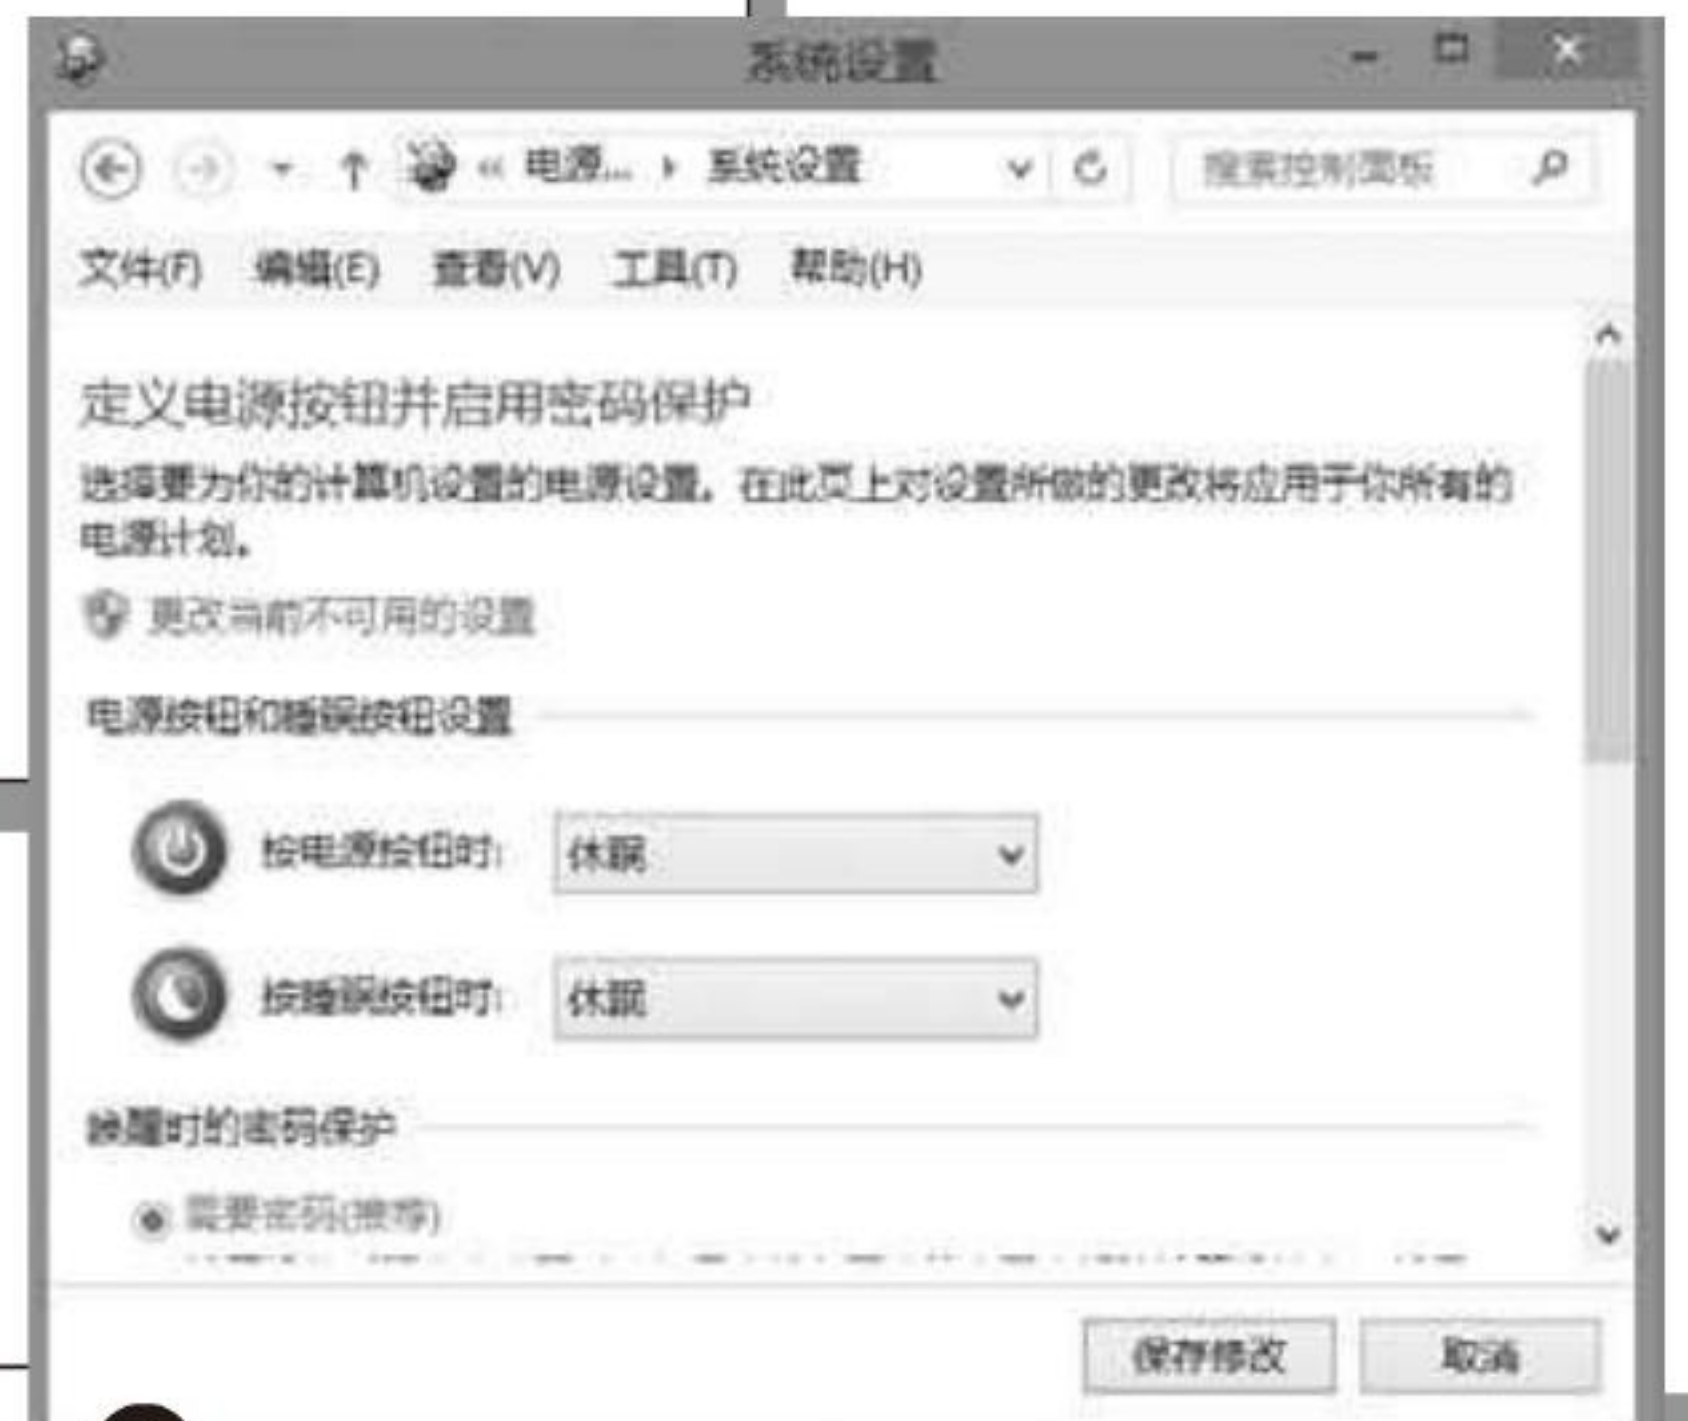 系统设置
« 电源... 系统设置 搜索控制面板
文件(F) 编辑(E) 查看(V) 工具(T) 帮助(H)
定义电源按钮并启用密码保护
选择要为你的计算机设置的电源设置。在此页上对设置所做的更改将应用于你所有的
电源计划。
更改当前不可用的设置
电源按钮和睡眠按钮设置
按电源按钮时: 休眠
按睡眠按钮时: 休眠
唤醒时的密码保护
需要密码(推荐)
保存修改 取消